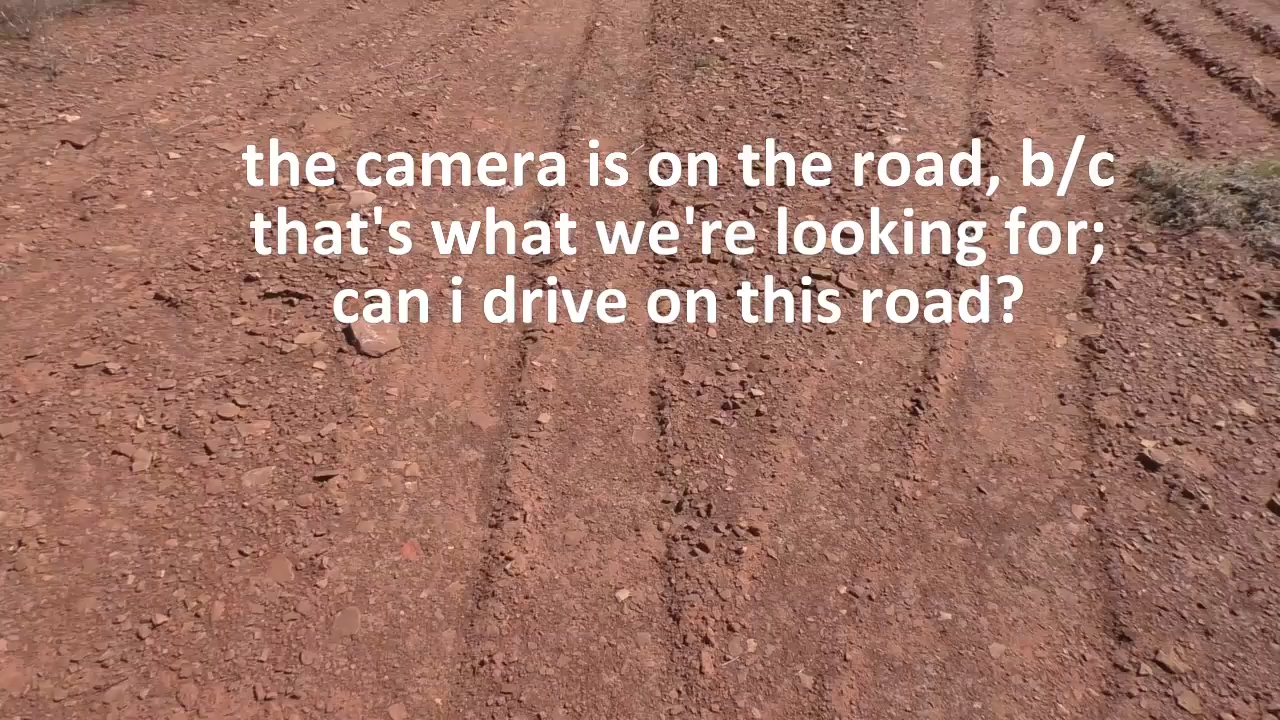 the camera is on the road, b/c
that's what we're looking for;
can i drive on this road?